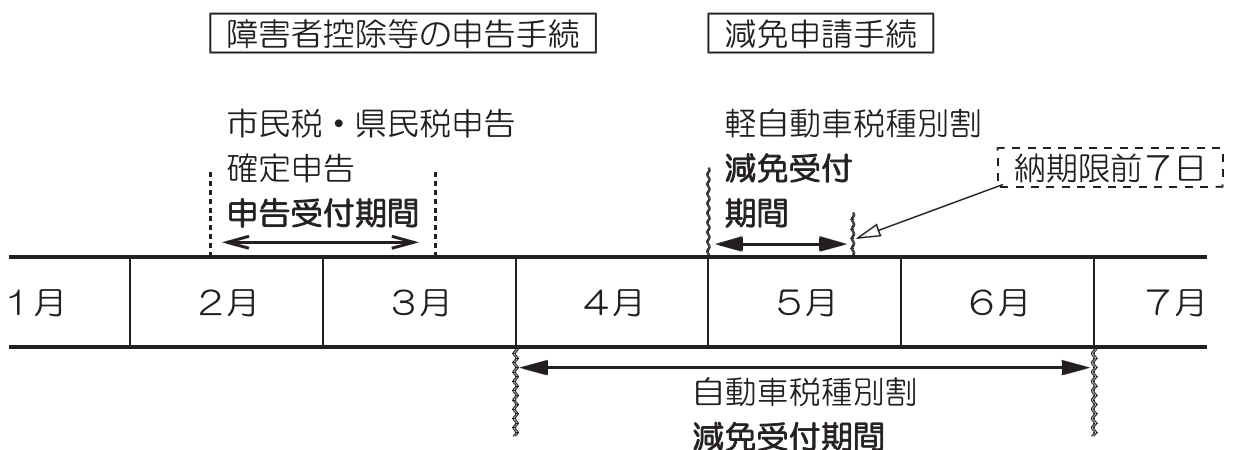 障害者控除等の申告手続
減免申請手続
市民税・県民税申告
確定申告
申告受付期間
軽自動車税種別割
減免受付
期間
納期限前７日
１月
２月
３月
４月
５月
６月
７月
自動車税種別割
減免受付期間